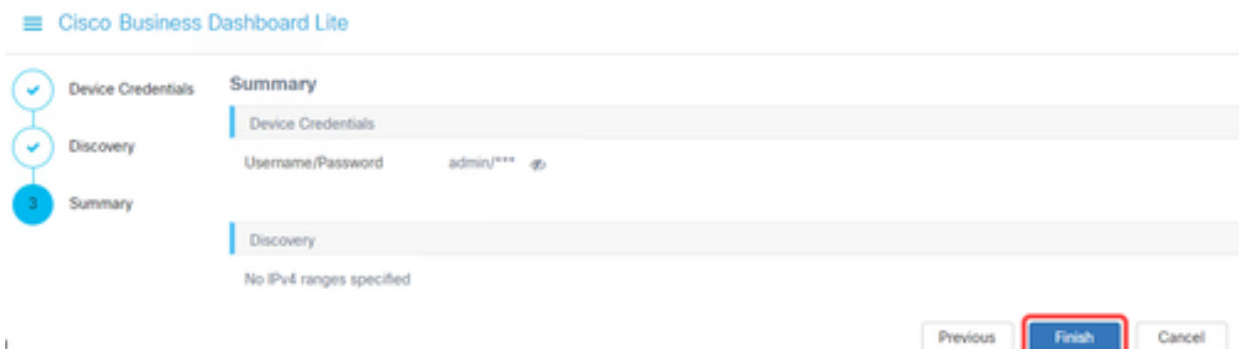 Cisco Business Dashboard Lite
Device Credentials
Discovery
3
Summary
Summary
Device Credentials
Username/Password admin/***
Discovery
No IPv4 ranges specified
Previous Finish Cancel